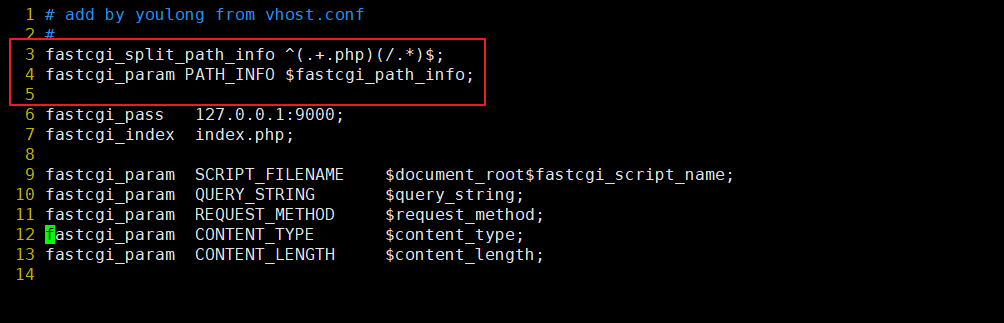 1 # add by youlong from vhost.conf
2 #
3 fastcgi_split_path_info ^(.+.php)(/.*)$;
4 fastcgi_param PATH_INFO $fastcgi_path_info;
5
6 fastcgi_pass   127.0.0.1:9000;
7 fastcgi_index  index.php;
8
9 fastcgi_param  SCRIPT_FILENAME    $document_root$fastcgi_script_name;
10 fastcgi_param  QUERY_STRING       $query_string;
11 fastcgi_param  REQUEST_METHOD     $request_method;
12 fastcgi_param  CONTENT_TYPE       $content_type;
13 fastcgi_param  CONTENT_LENGTH     $content_length;
14